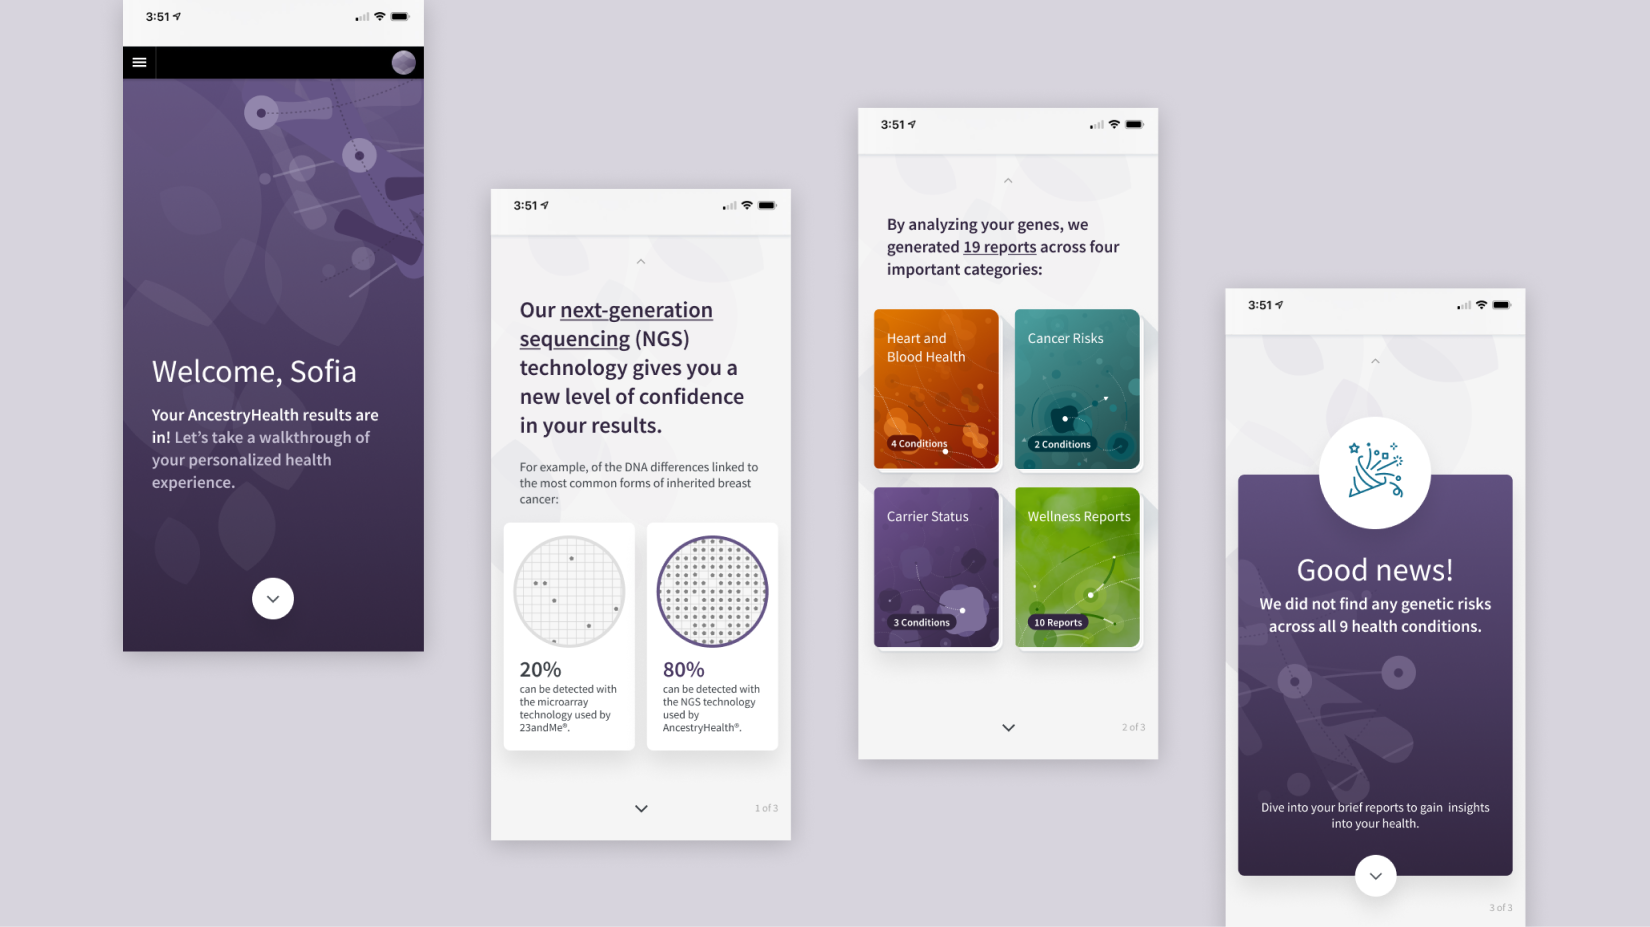 3:51
Welcome, Sofia
Your AncestryHealth results are
in! Let's take a walkthrough of
your personalized health
experience.
3:51
Our next-generation
sequencing (NGS)
technology gives you a
new level of confidence
in your results.
For example, of the DNA differences linked to
the most common forms of inherited breast
cancer:
20%
can be detected with
the microarray
technology used by
23andMe®.
80%
can be detected with
the NGS technology
used by
AncestryHealth®.
1 of 3
3:51
By analyzing your genes, we
generated 19 reports across four
important categories:
Heart and
Blood Health
4 Conditions
Cancer Risks
2 Conditions
Carrier Status
3 Conditions
Wellness Reports
10 Reports
2 of 3
3:51
Good news!
We did not find any genetic risks
across all 9 health conditions.
Dive into your brief reports to gain insights
into your health.
3 of 3